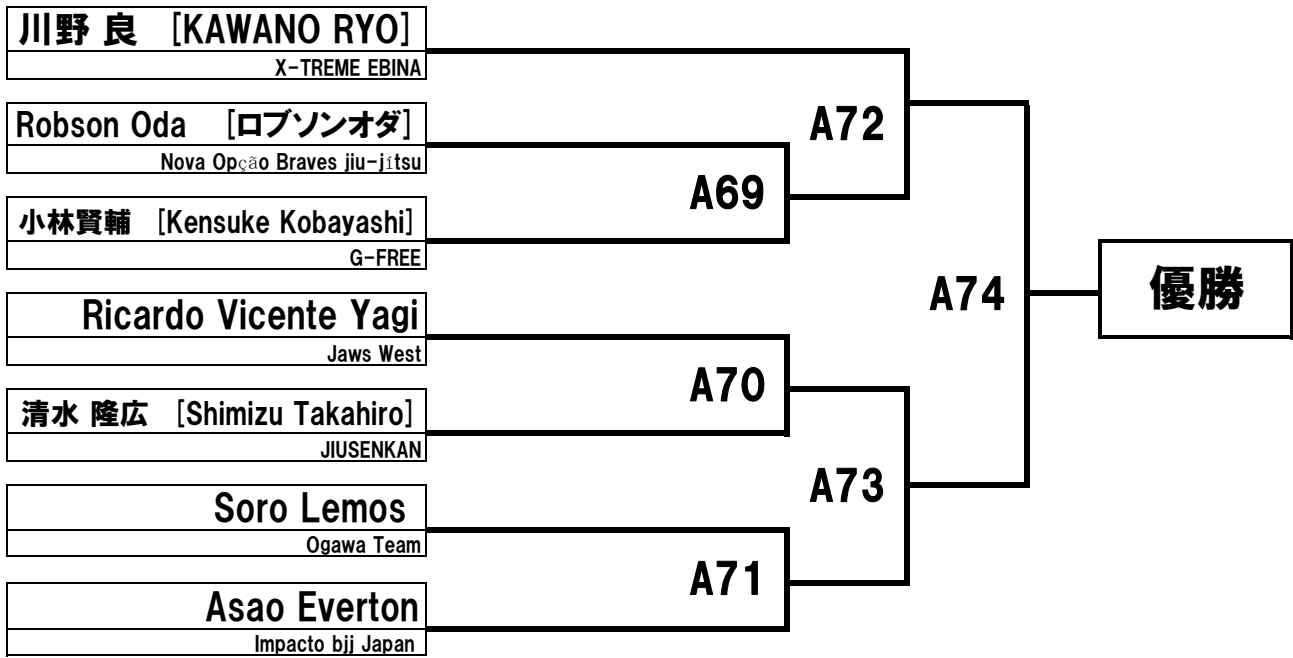 川野 良 [KAWANO RYO]
X-TREME EBINA
Robson Oda [ロブソンオダ]
Nova Opção Braves jiu-jítsu
小林賢輔 [Kensuke Kobayashi]
G-FREE
Ricardo Vicente Yagi
Jaws West
清水 隆広 [Shimizu Takahiro]
JIUSENKAN
Soro Lemos
Ogawa Team
Asao Everton
Impacto bjj Japan
A69
A70
A71
A72
A73
A74
優勝